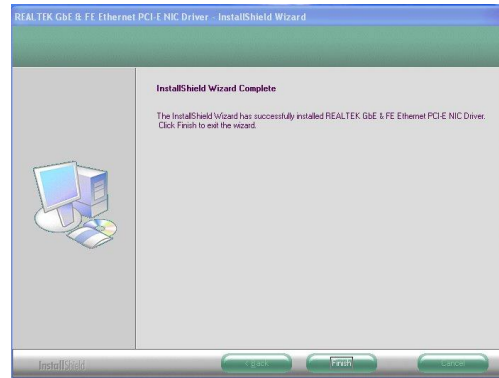 REALTEK GbE & FE Ethernet PCI-E NIC Driver - InstallShield Wizard
InstallShield Wizard Complete
The InstallShield Wizard has successfully installed REALTEK GbE & FE Ethernet PCI-E NIC Driver.
Click Finish to exit the wizard.
InstallShield
< Back
Finish
Cancel